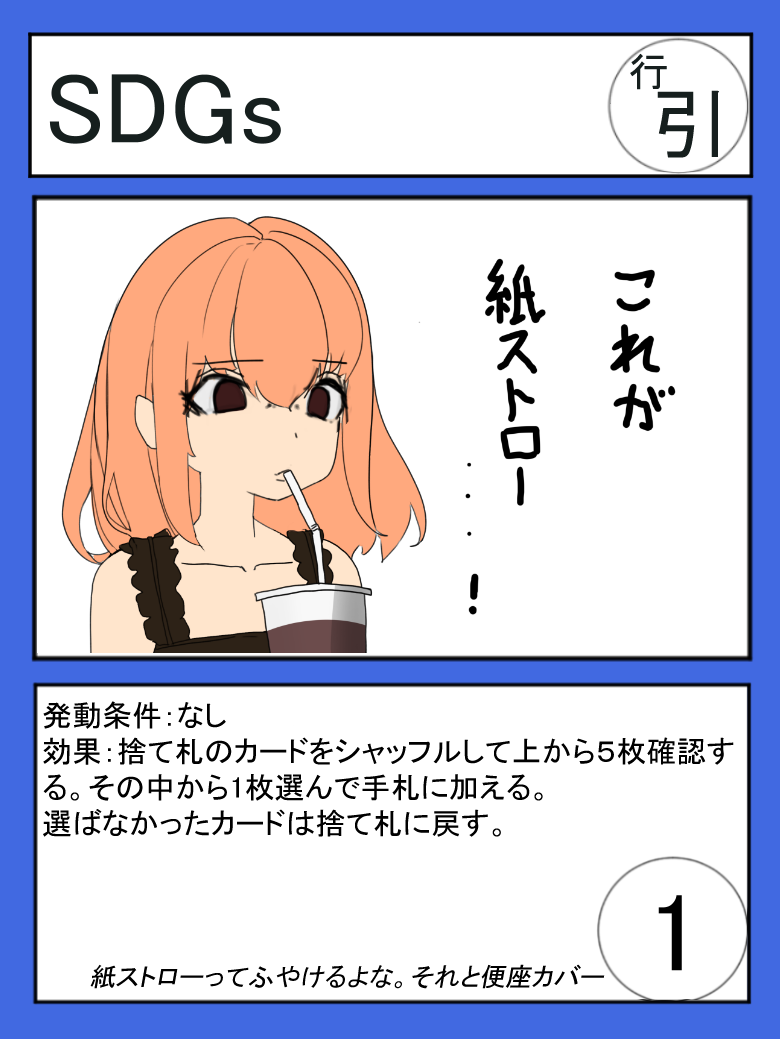 SDGs
行
引
これが
紙ストロー
...!
発動条件：なし
効果：捨て札のカードをシャッフルして上から５枚確認す
る。その中から1枚選んで手札に加える。
選ばなかったカードは捨て札に戻す。
1
紙ストローってふやけるよな。それと便座カバー